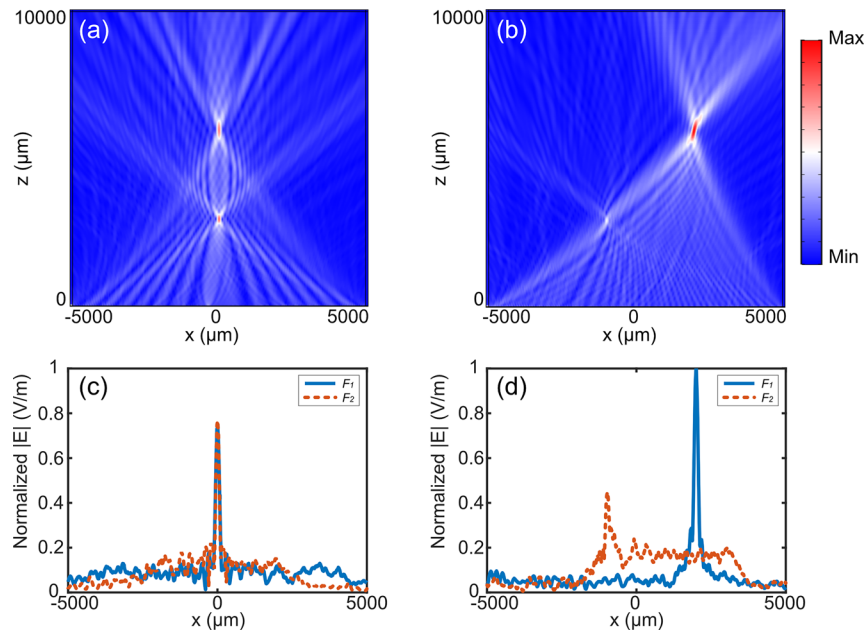 10000
(a)
z (μm)
0
-5000
0
5000
x (μm)
10000
(b)
z (μm)
0
-5000
0
5000
x (μm)
Max
Min
(c)
F1
F2
Normalized |E| (V/m)
1
0.8
0.6
0.4
0.2
0
-5000
0
5000
x (μm)
(d)
F1
F2
Normalized |E| (V/m)
1
0.8
0.6
0.4
0.2
0
-5000
0
5000
x (μm)